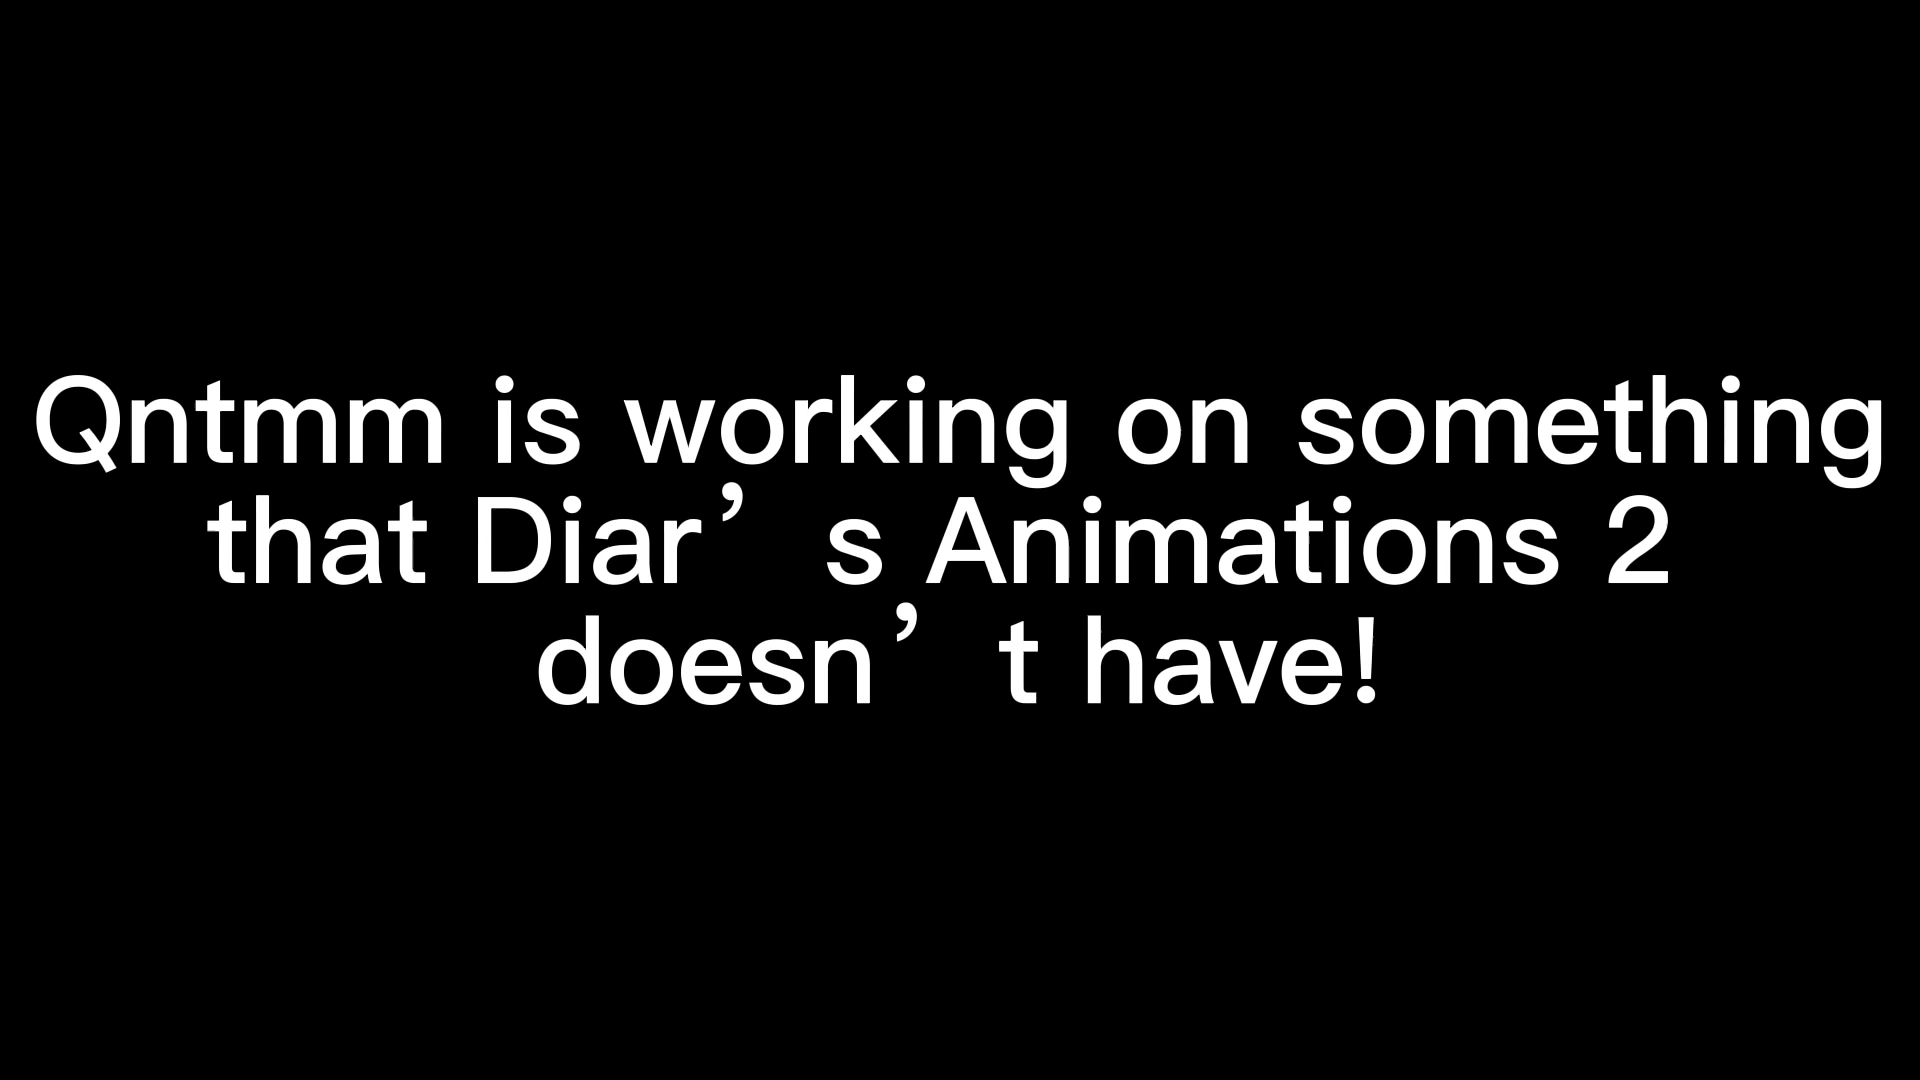 Qntmm is working on something
that Diar’s Animations 2
doesn’t have!